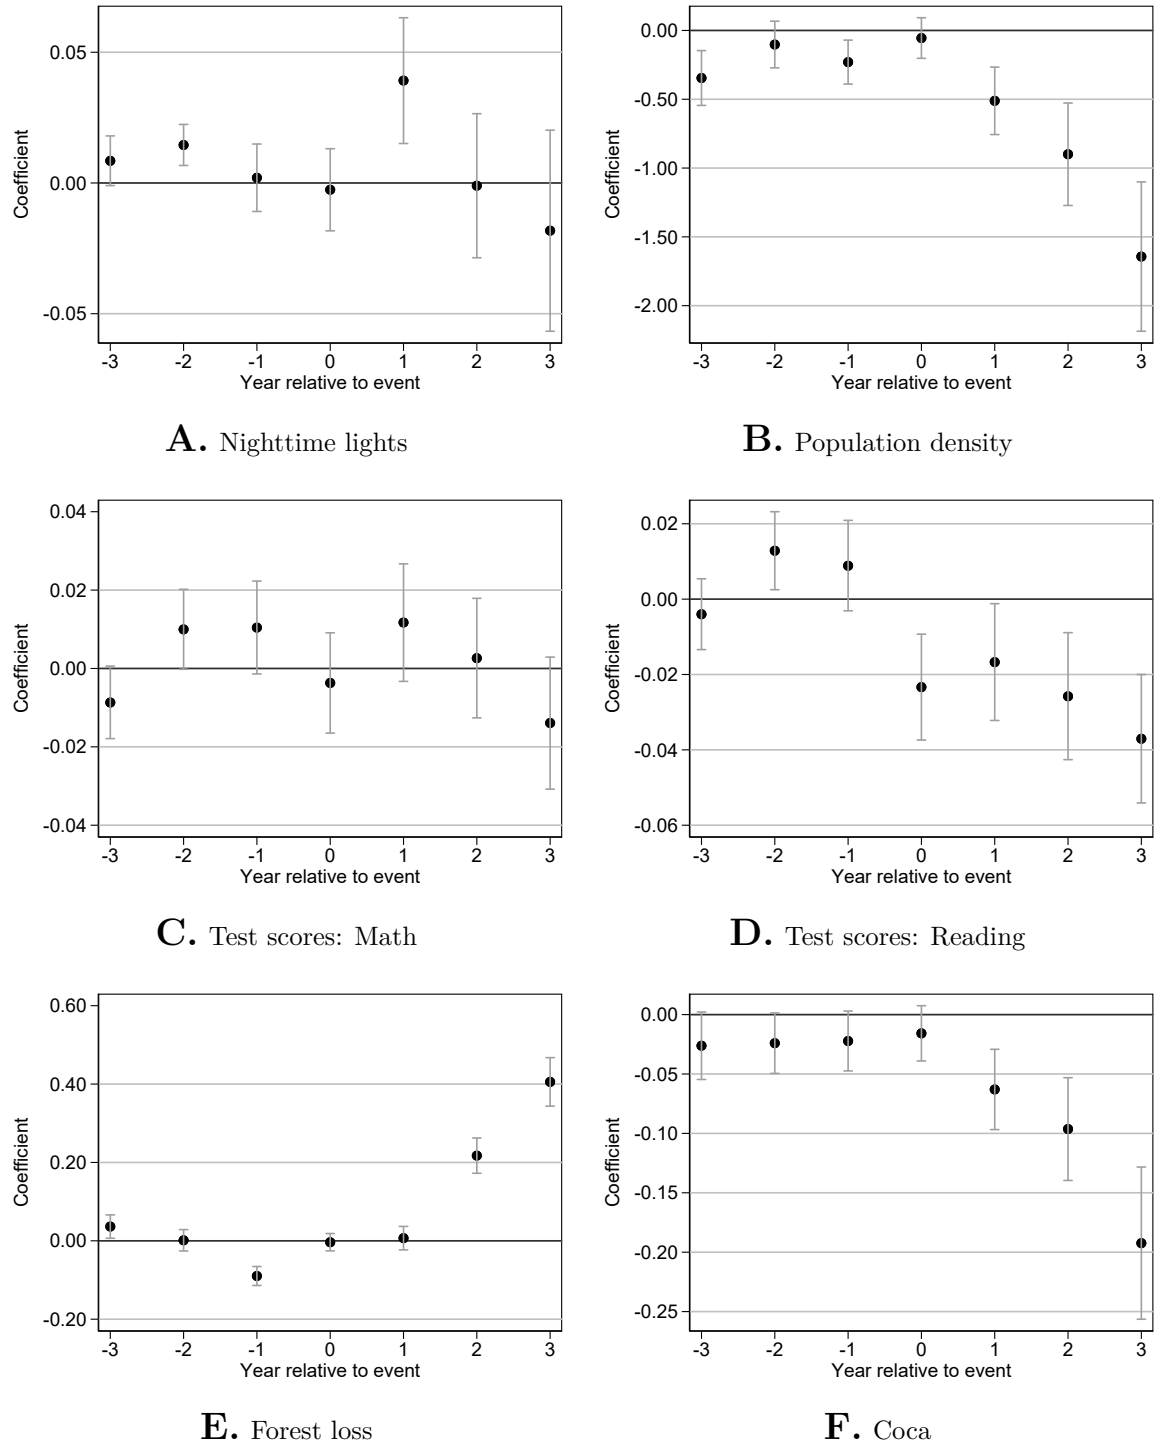 0.05
0.00
-0.05
Coefficient
-3 -2 -1 0 1 2 3
Year relative to event
A. Nighttime lights
0.00
-0.50
-1.00
-1.50
-2.00
Coefficient
-3 -2 -1 0 1 2 3
Year relative to event
B. Population density
0.04
0.02
0.00
-0.02
-0.04
Coefficient
-3 -2 -1 0 1 2 3
Year relative to event
C. Test scores: Math
0.02
0.00
-0.02
-0.04
-0.06
Coefficient
-3 -2 -1 0 1 2 3
Year relative to event
D. Test scores: Reading
0.60
0.40
0.20
0.00
-0.20
Coefficient
-3 -2 -1 0 1 2 3
Year relative to event
E. Forest loss
0.00
-0.05
-0.10
-0.15
-0.20
-0.25
Coefficient
-3 -2 -1 0 1 2 3
Year relative to event
F. Coca